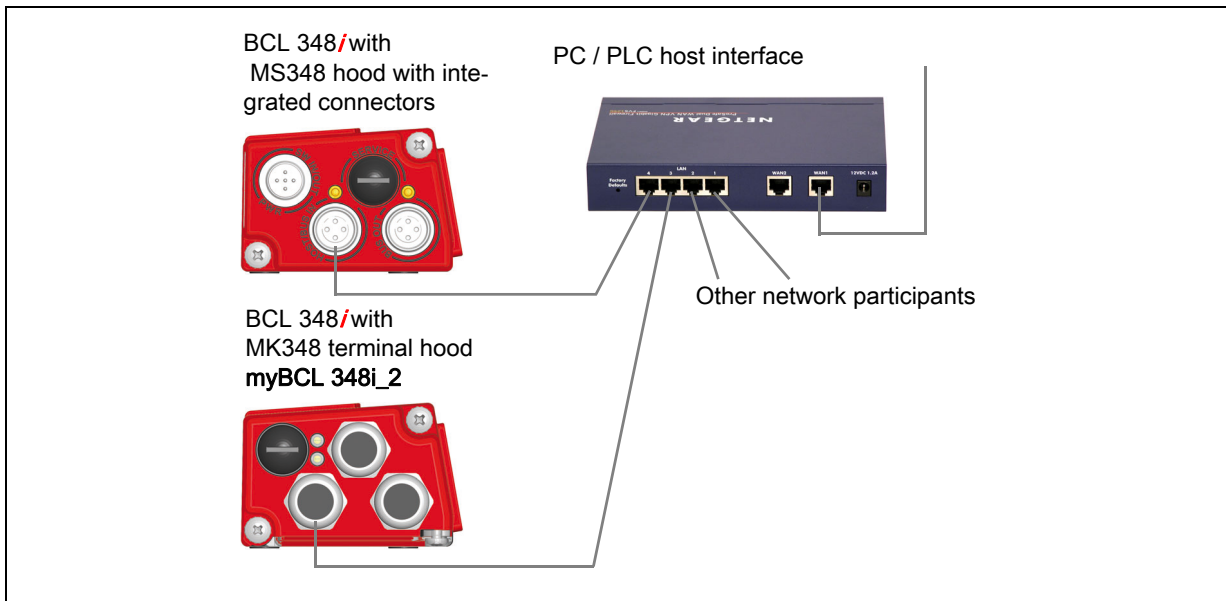 BCL 348i with
MS348 hood with inte-
grated connectors
PC / PLC host interface
NETGEAR
LAN
4 3 2 1
WAN2 WAN1 12VDC 1.2A
Factory
Defaults
SERVICE
Other network participants
BCL 348i with
MK348 terminal hood
myBCL 348i_2